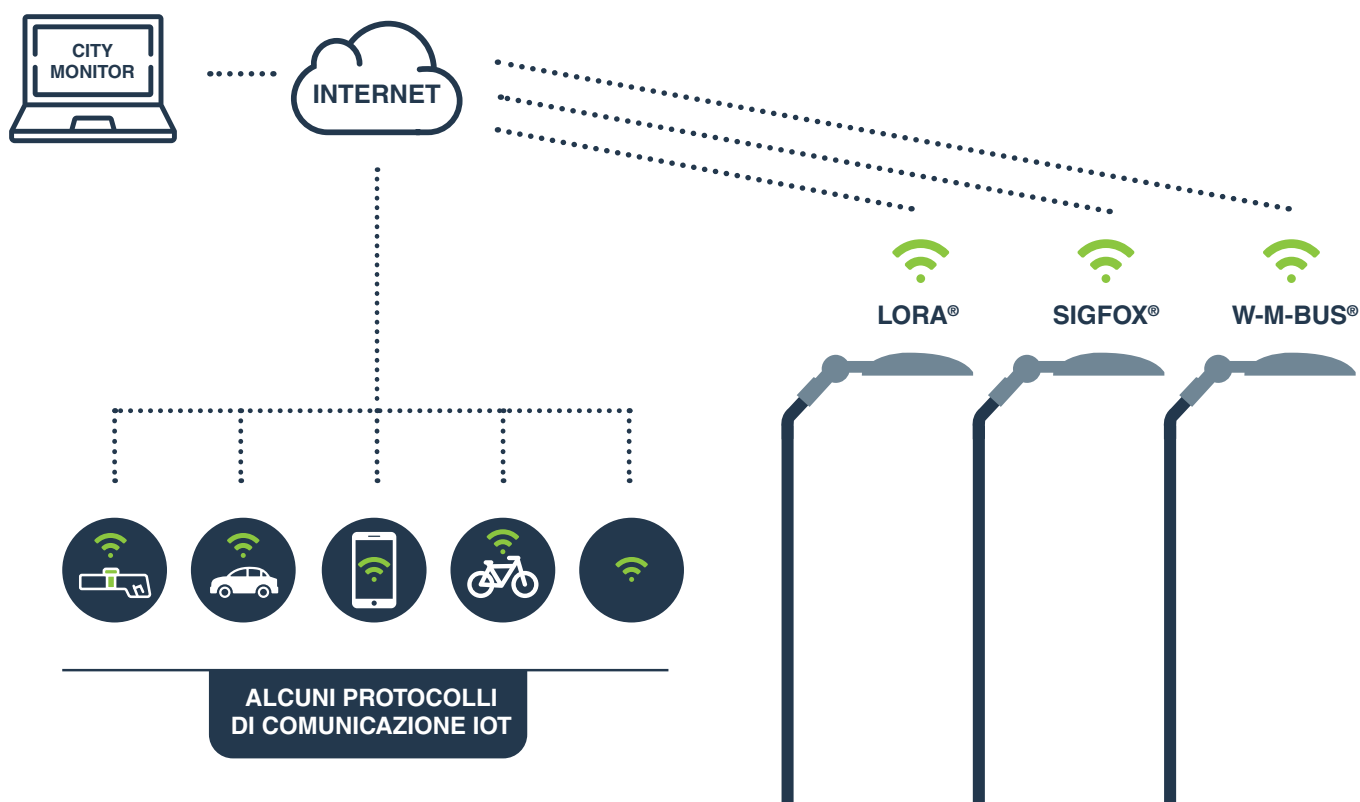 CITY
MONITOR
INTERNET
LORA®
SIGFOX®
W-M-BUS®
ALCUNI PROTOCOLLI
DI COMUNICAZIONE IOT